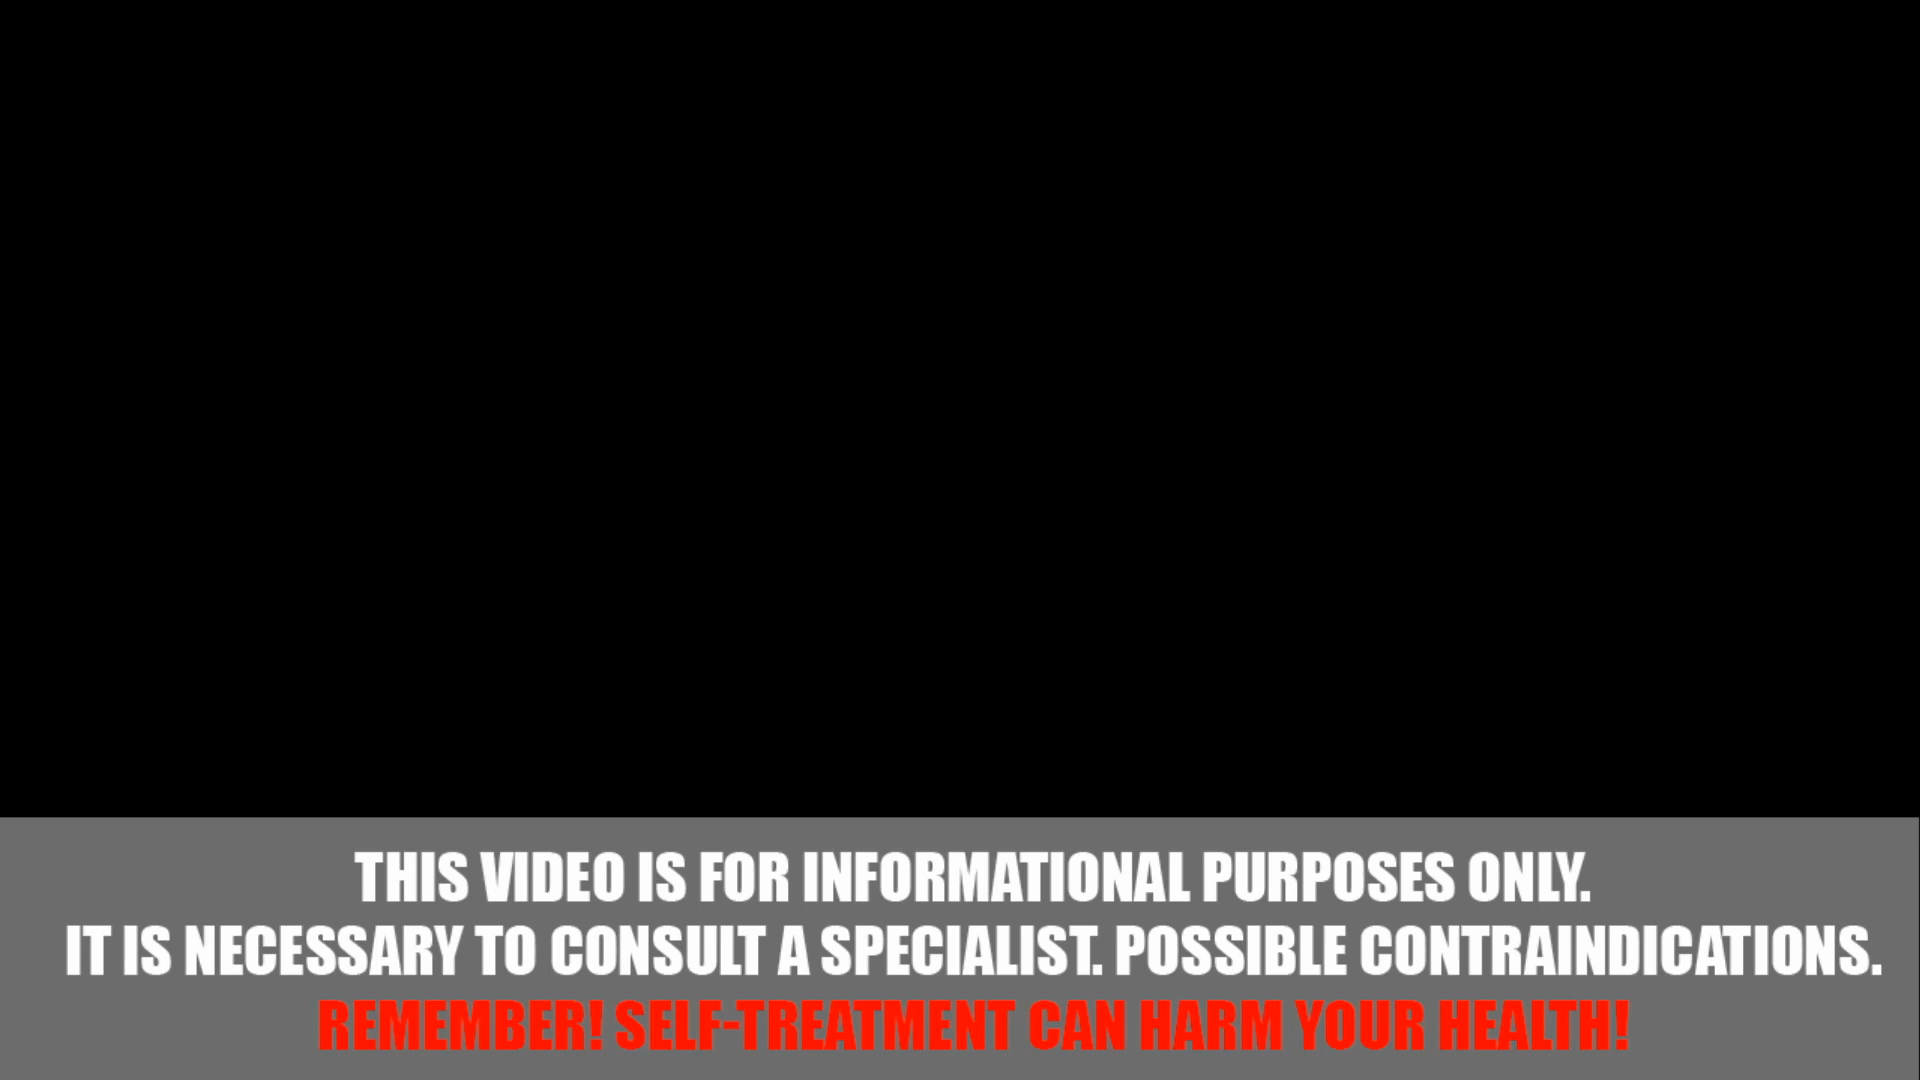 THIS VIDEO IS FOR INFORMATIONAL PURPOSES ONLY.
IT IS NECESSARY TO CONSULT A SPECIALIST. POSSIBLE CONTRAINDICATIONS.
REMEMBER! SELF-TREATMENT CAN HARM YOUR HEALTH!